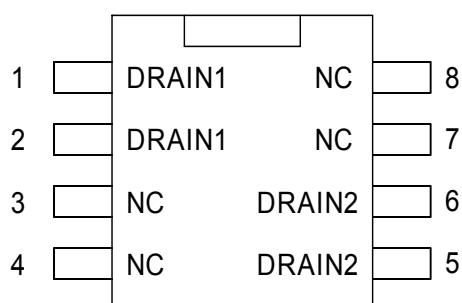 1 DRAIN1 NC 8
2 DRAIN1 NC 7
3 NC DRAIN2 6
4 NC DRAIN2 5